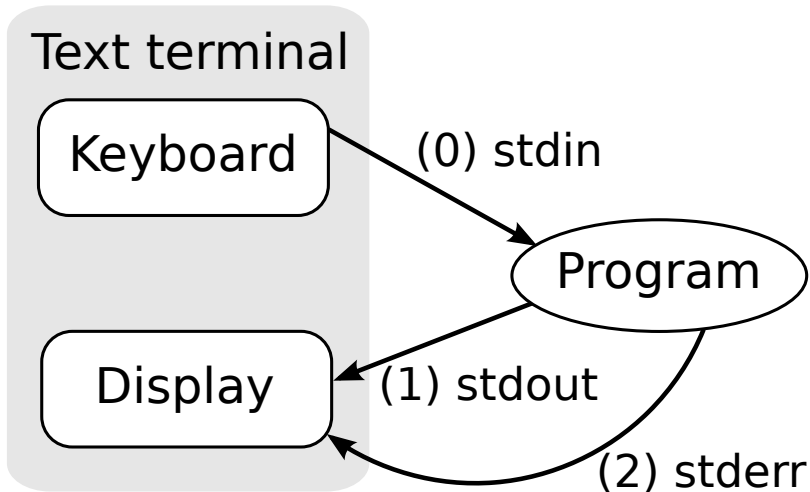 Text terminal
Keyboard
(0) stdin
Program
Display
(1) stdout
(2) stderr